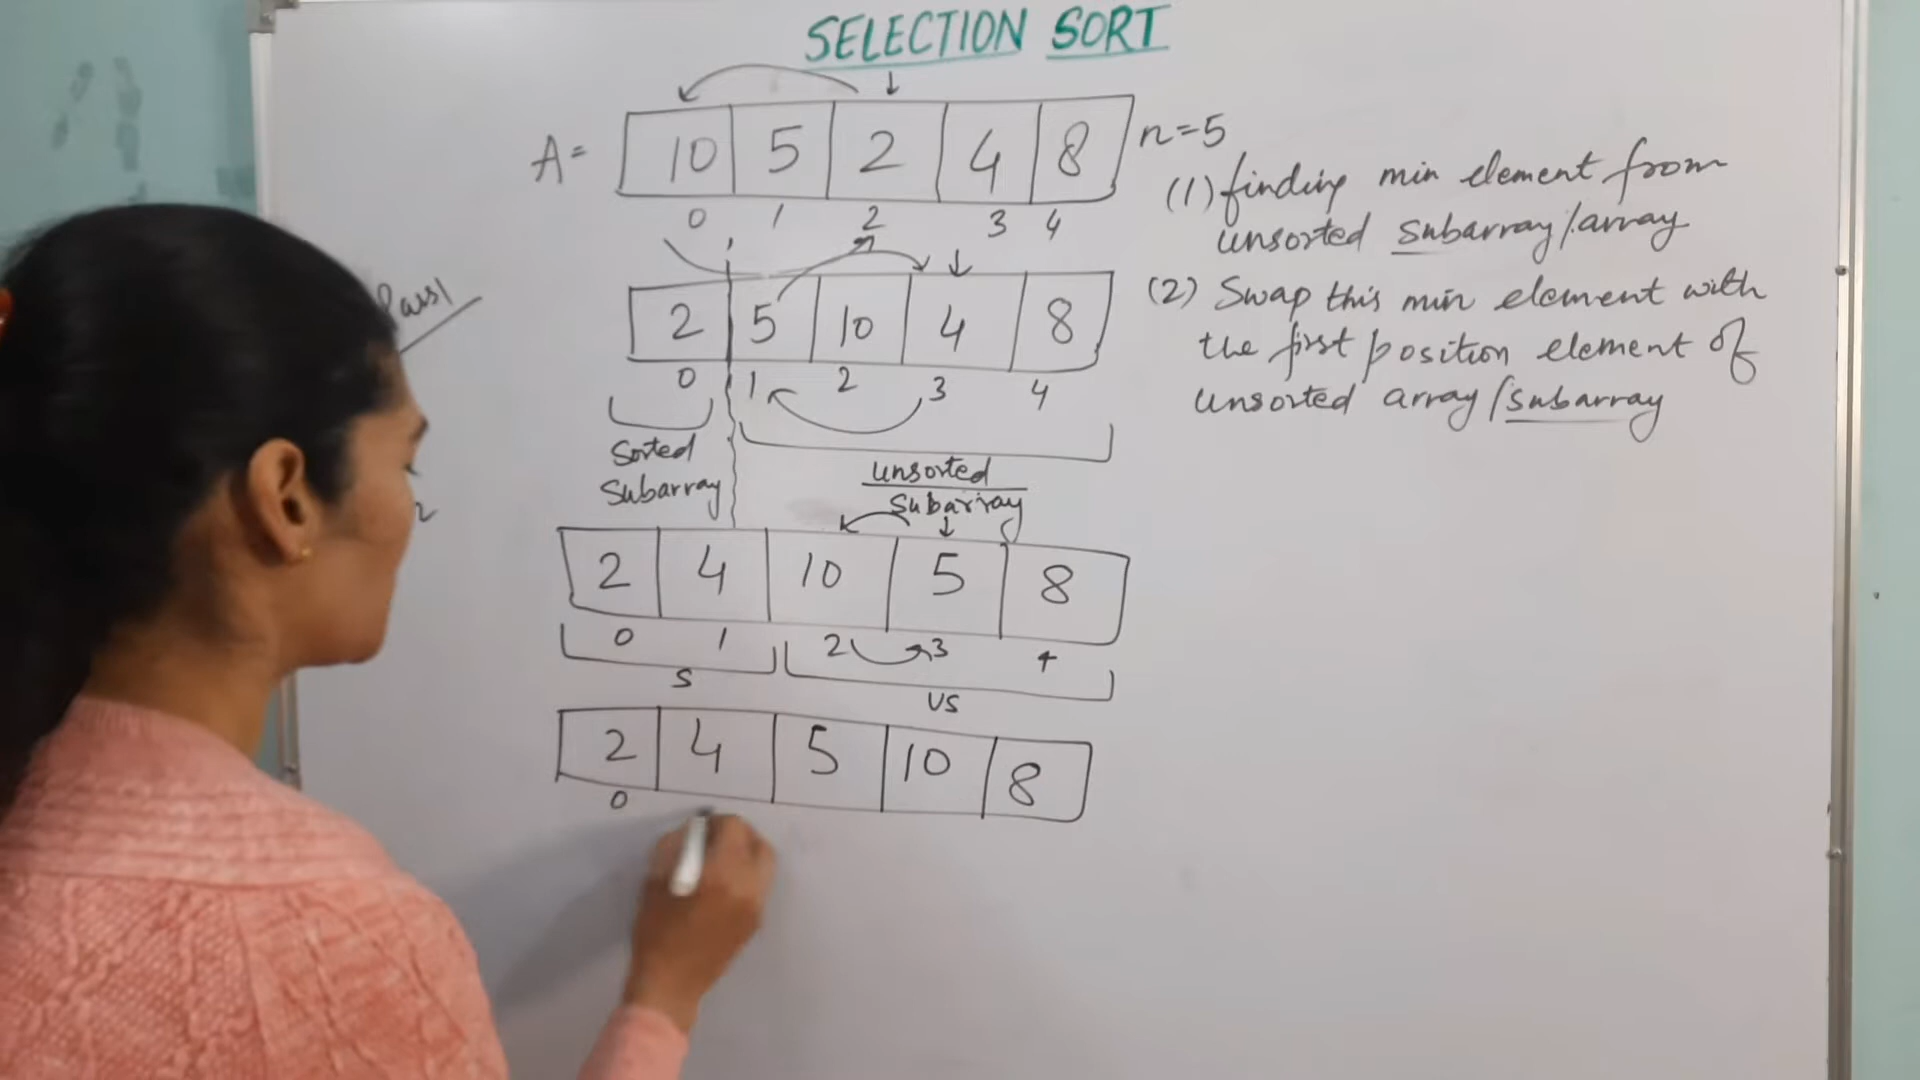 SELECTION SORT
A= 10 5 2 4 8 n=5
0 1 2 3 4
(1) finding min element from
unsorted subarray/array
Pass1
2 5 10 4 8
0 1 2 3 4
(2) Swap this min element with
the first position element of
unsorted array/subarray
Sorted
Subarray
unsorted
Subarray
2
2 4 10 5 8
0 1 2 3 4
S
US
2 4 5 10 8
0